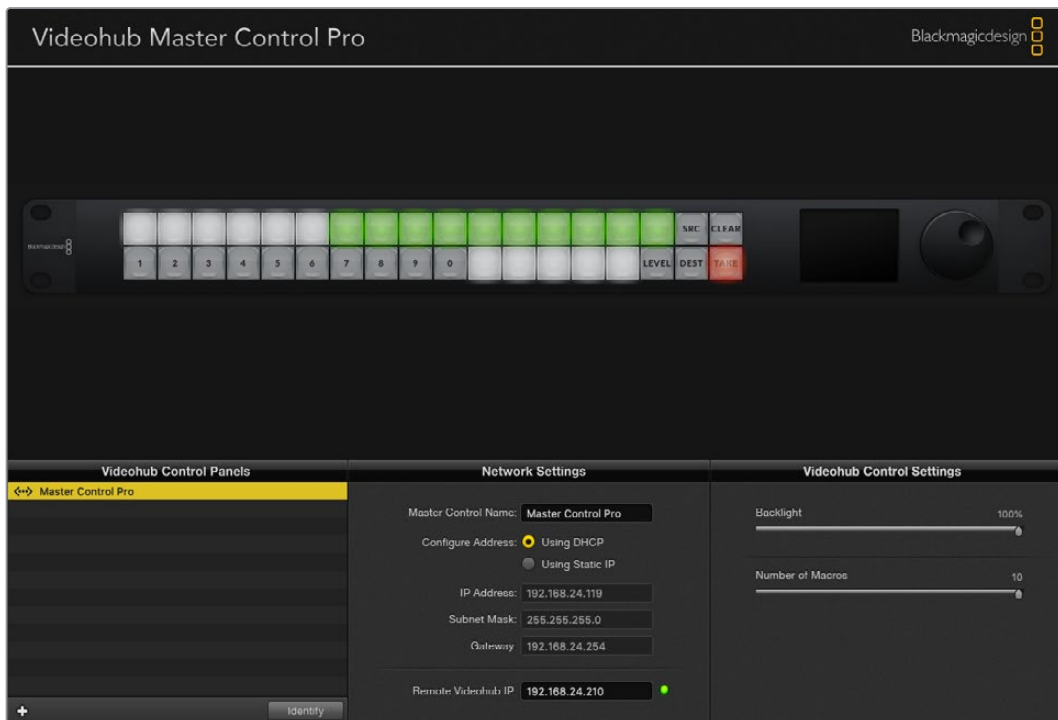 Videohub Master Control Pro
Blackmagicdesign
SRC CLEAR
Blackmagicdesign
1 2 3 4 5 6 7 8 9 0 LEVEL DEST TAKE
Videohub Control Panels
Master Control Pro
Identify
Network Settings
Master Control Name: Master Control Pro
Configure Address: Using DHCP
Using Static IP
IP Address: 192.168.24.119
Subnet Mask: 255.255.255.0
Gateway 192.168.24.254
Remote Videohub IP 192.168.24.210
Videohub Control Settings
Backlight 100%
Number of Macros 10